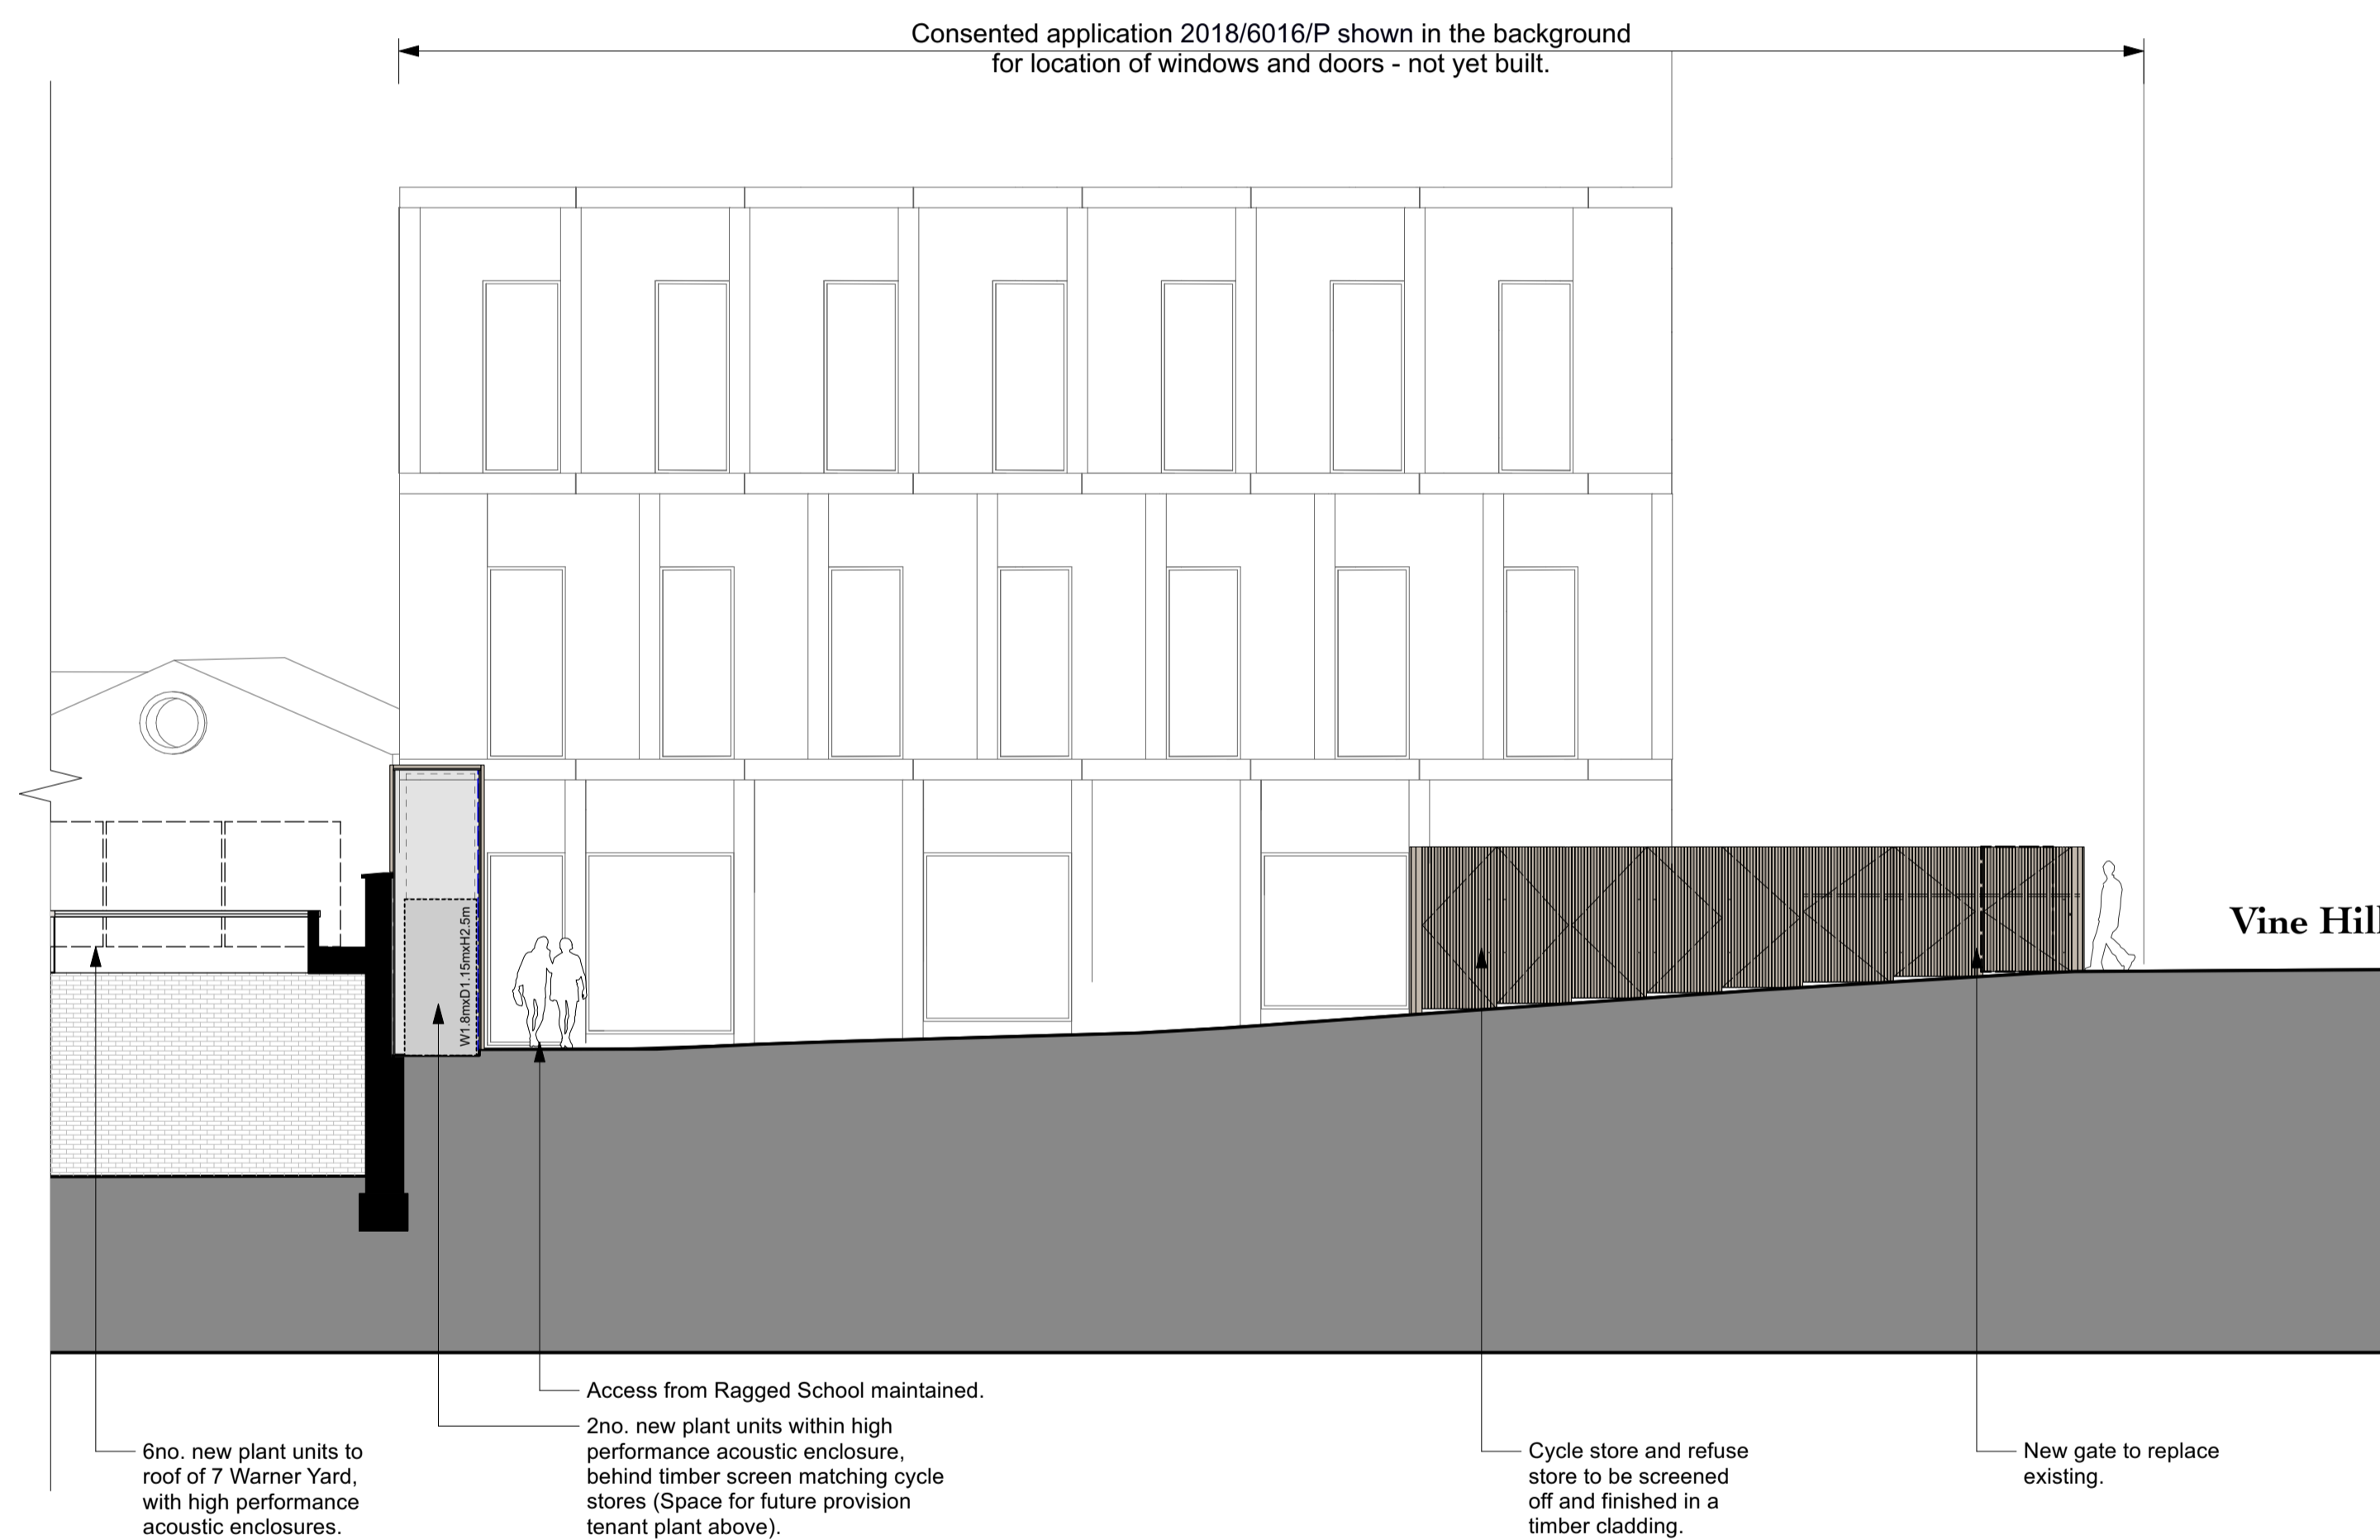 Consented application 2018/6016/P shown in the background
for location of windows and doors - not yet built.
W1.8mxD1.15mxH2.5m
Vine Hill
Access from Ragged School maintained.
2no. new plant units within high
performance acoustic enclosure,
behind timber screen matching cycle
stores (Space for future provision
tenant plant above).
6no. new plant units to
roof of 7 Warner Yard,
with high performance
acoustic enclosures.
Cycle store and refuse
store to be screened
off and finished in a
timber cladding.
New gate to replace
existing.